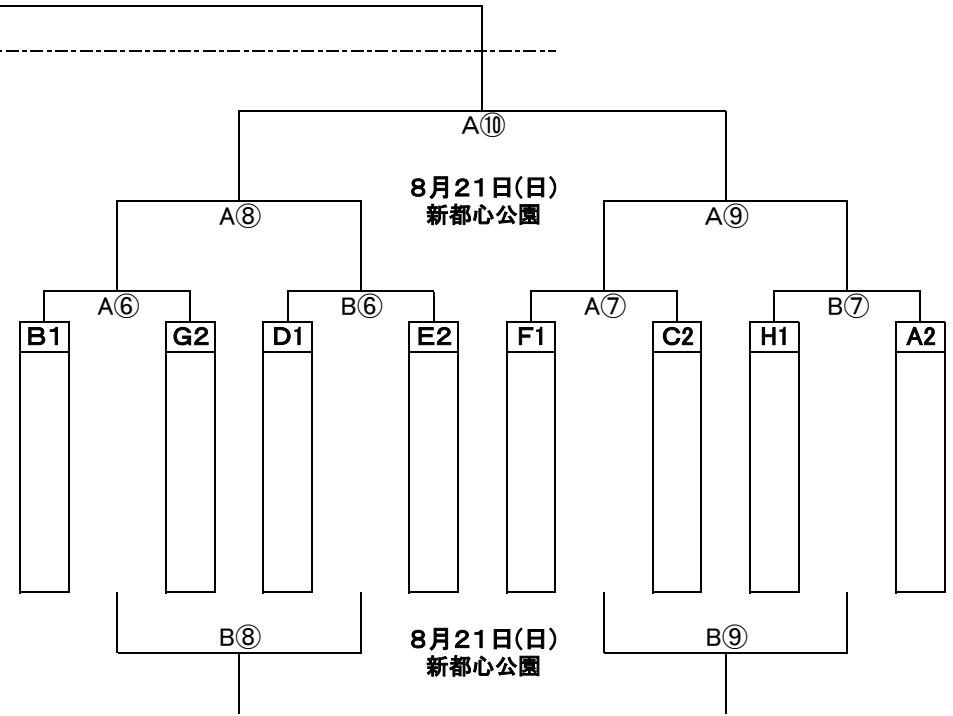 A⑩
８月２１日(日)
新都心公園
A⑧ A⑨
A⑥ B⑥ A⑦ B⑦
B1 G2 D1 E2 F1 C2 H1 A2
B⑧ B⑨
８月２１日(日)
新都心公園